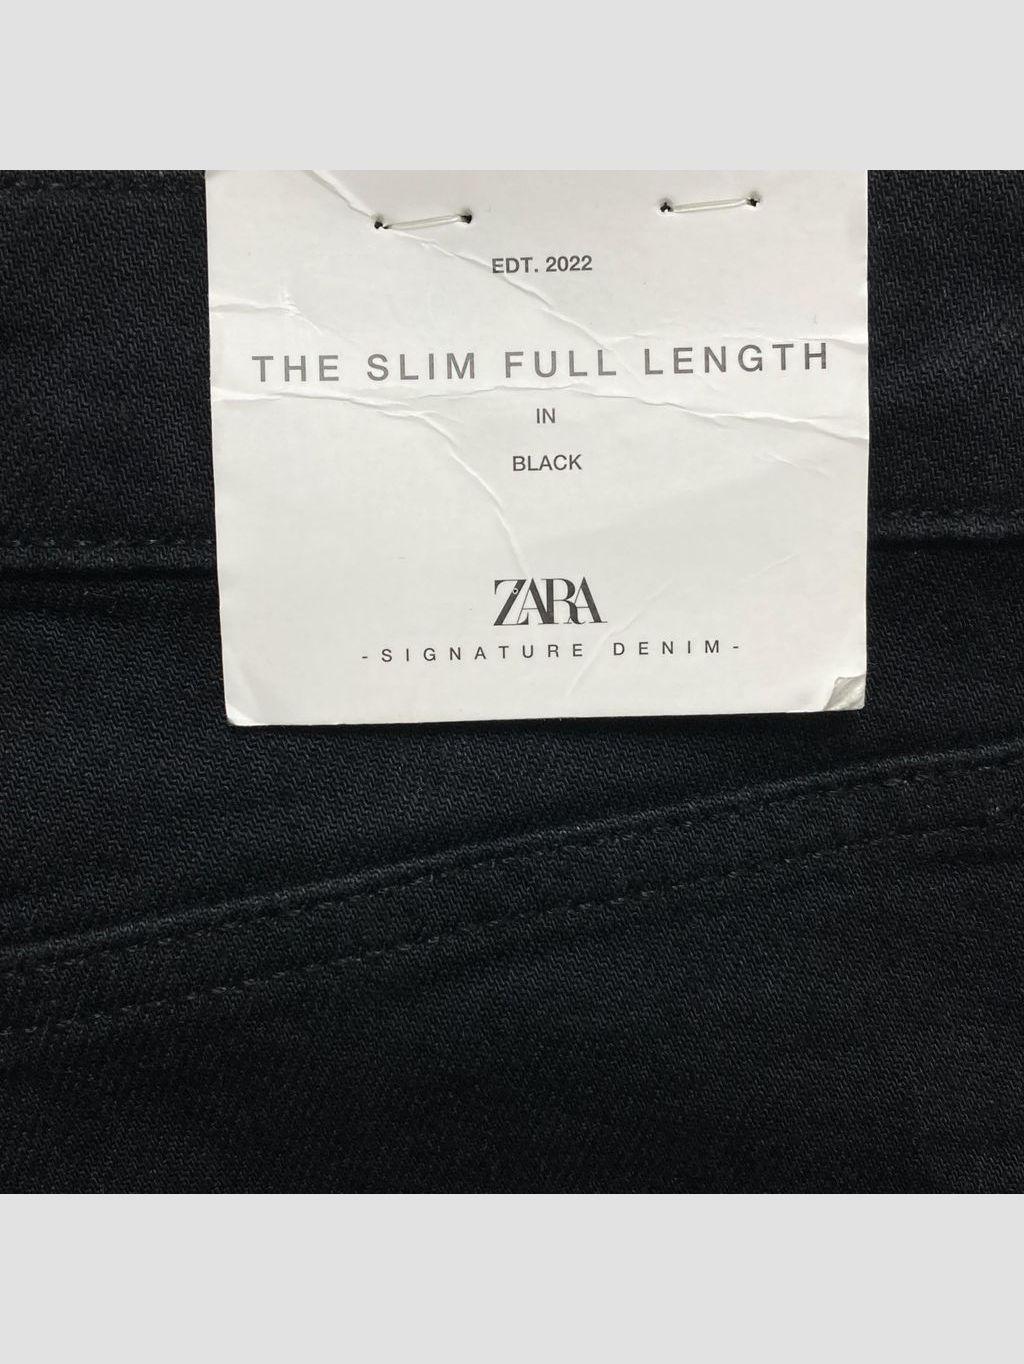 EDT. 2022
THE SLIM FULL LENGTH
IN
BLACK
ZARA
-SIGNATURE DENIM-